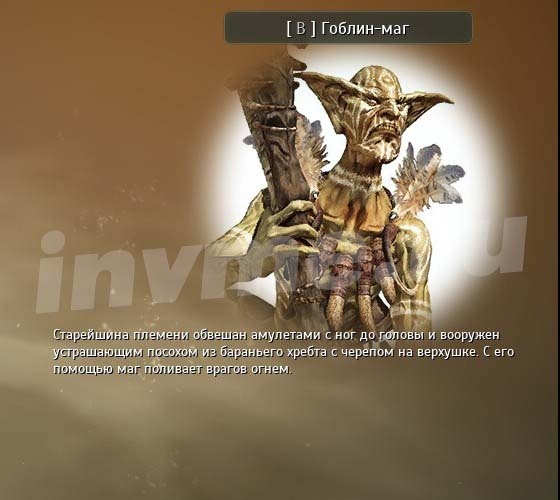 [ B ] Гоблин-маг
Старейшина племени обвешан амулетами с ног до головы и вооружен
устрашающим посохом из бараньего хребта с черепом на верхушке. С его
помощью маг поливает врагов огнем.